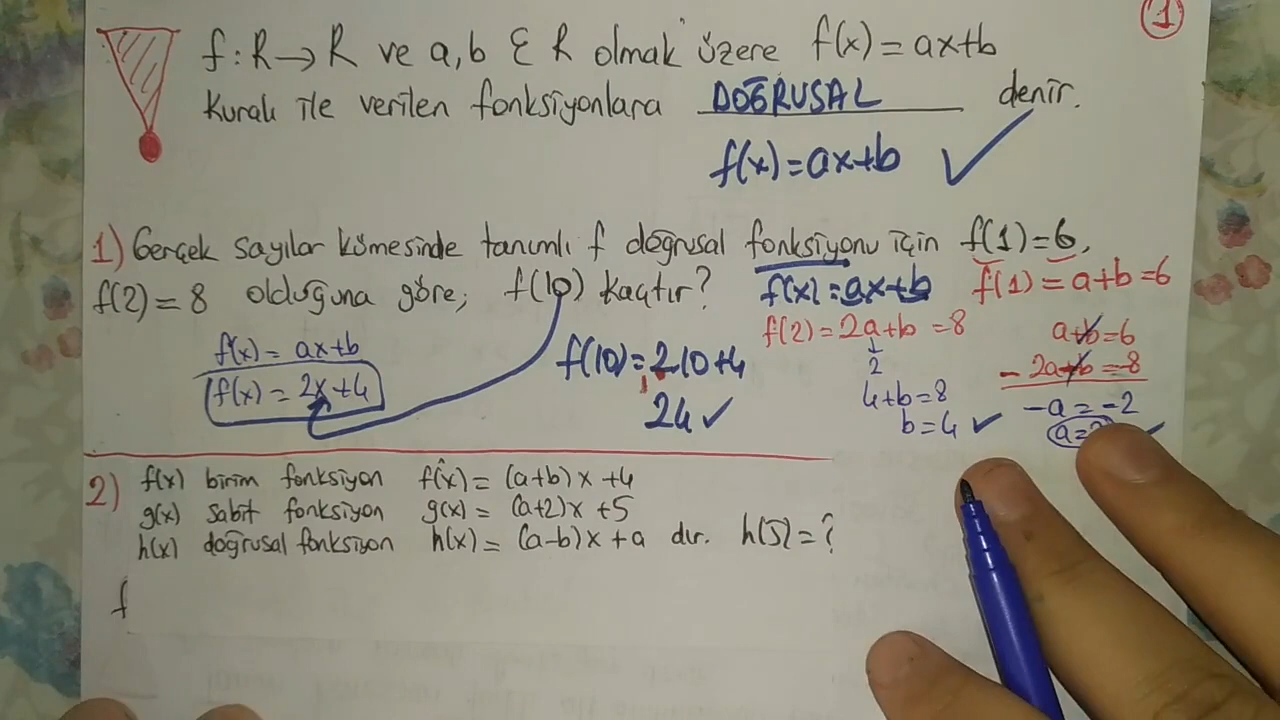 1
f:R→R ve a,b ∈ R olmak üzere f(x)=ax+b
kuralı ile verilen fonksiyonlara DOĞRUSAL denir.
f(x)=ax+b ✓
1) Gerçek sayılar kümesinde tanımlı f doğrusal fonksiyonu için f(1)=6,
f(2)=8 olduğuna göre, f(10) kaçtır? f(x)=ax+b f(1)=a+b=6
f(2)=2a+b=8
a+b=6
f(x)=ax+b
f(10)=2.10+4
2
- 2a+b=-8
f(x)=2x+4
4+b=8
-a=-2
24 ✓
b=4 ✓
a=2
2) f(x) birim fonksiyon f(x)=(a+b)x+4
g(x) sabit fonksiyon g(x)=(a+2)x+5
h(x) doğrusal fonksiyon h(x)=(a-b)x+a dır. h(5)=?
f